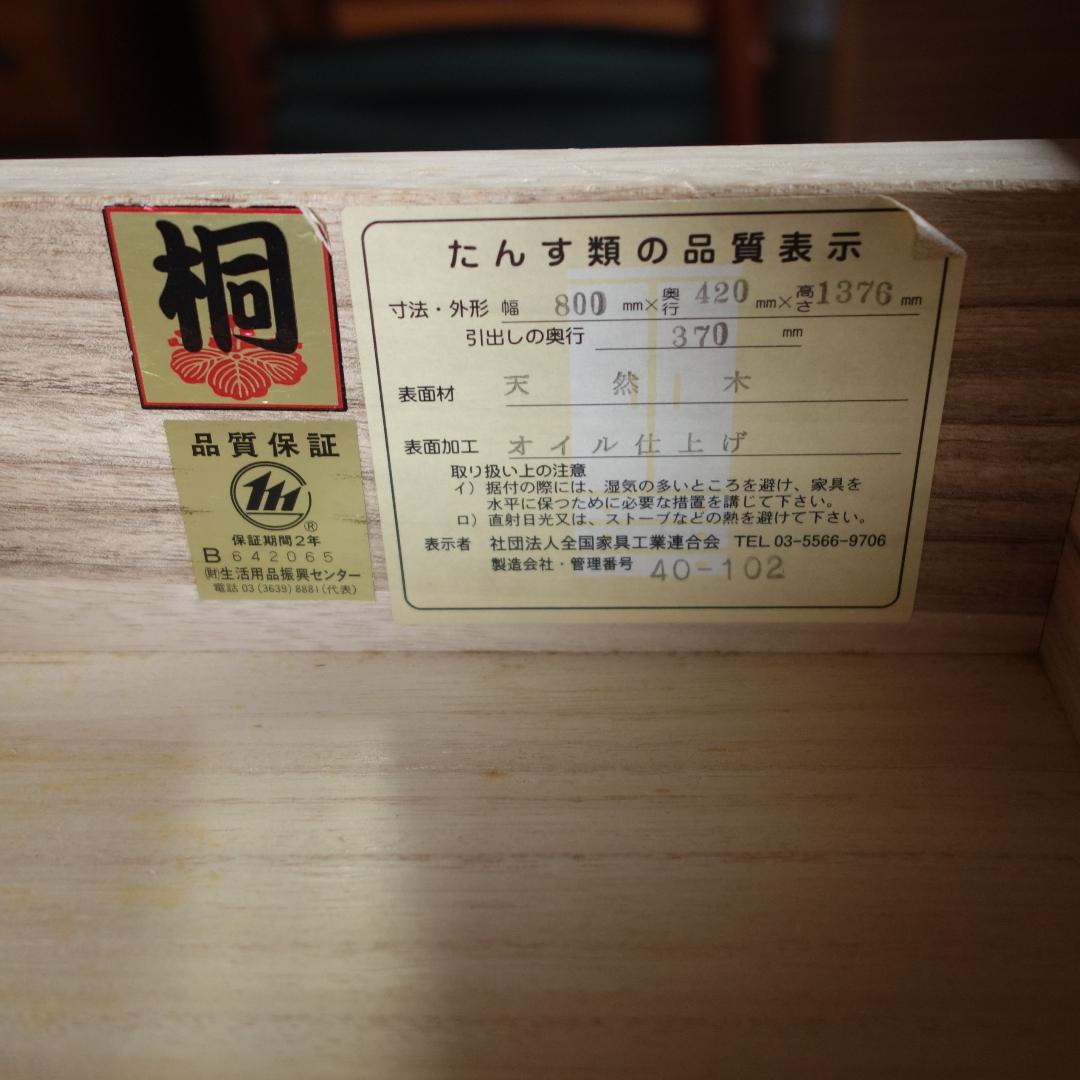 桐
品質保証
®
保証期間2年
B 642065
(財)生活用品振興センター
電話 03(3639)8881(代表)
たんす類の品質表示
寸法・外形 幅 800 mm×奥行 420 mm×高さ 1376 mm
引出しの奥行 370 mm
表面材 天然木
表面加工 オイル仕上げ
取り扱い上の注意
イ) 据付の際には、湿気の多いところを避け、家具を
水平に保つために必要な措置を講じて下さい。
ロ) 直射日光又は、ストーブなどの熱を避けて下さい。
表示者 社団法人全国家具工業連合会 TEL 03-5566-9706
製造会社・管理番号 40-102